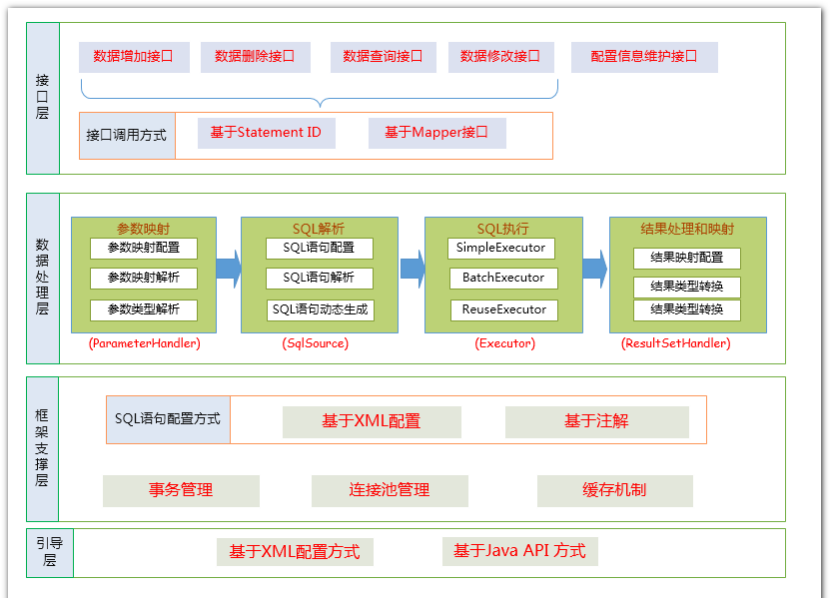 接口层
数据增加接口
数据删除接口
数据查询接口
数据修改接口
配置信息维护接口
接口调用方式
基于Statement ID
基于Mapper接口
数据处理层
参数映射
参数映射配置
参数映射解析
参数类型解析
(ParameterHandler)
SQL解析
SQL语句配置
SQL语句解析
SQL语句动态生成
(SqlSource)
SQL执行
SimpleExecutor
BatchExecutor
ReuseExecutor
(Executor)
结果处理和映射
结果映射配置
结果类型转换
结果类型转换
(ResultSetHandler)
框架支撑层
SQL语句配置方式
基于XML配置
基于注解
事务管理
连接池管理
缓存机制
引导层
基于XML配置方式
基于Java API 方式